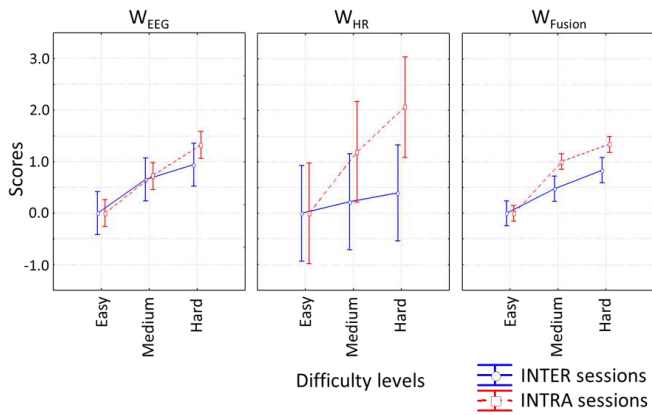 W_EEG W_HR W_Fusion
3.0
2.0
1.0
0.0
-1.0
Scores
Easy Medium Hard Easy Medium Hard Easy Medium Hard
Difficulty levels
INTER sessions
INTRA sessions